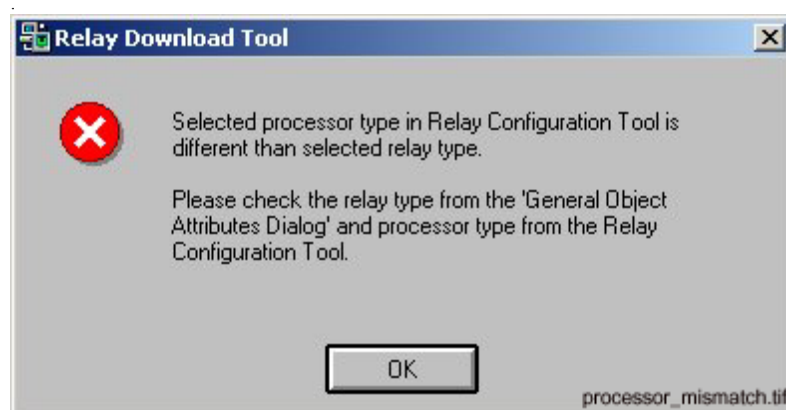 Relay Download Tool
Selected processor type in Relay Configuration Tool is
different than selected relay type.
Please check the relay type from the 'General Object
Attributes Dialog' and processor type from the Relay
Configuration Tool.
OK
processor_mismatch.tif